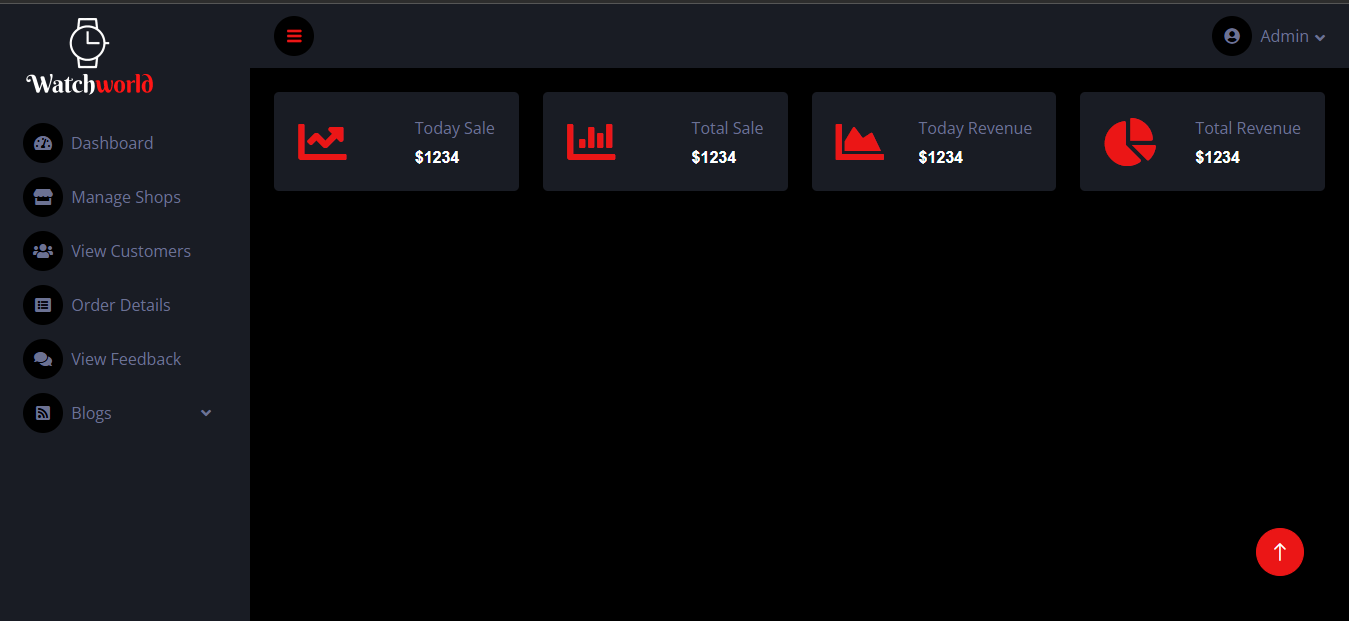 Watchworld
Admin
Dashboard
Manage Shops
View Customers
Order Details
View Feedback
Blogs
Today Sale
$1234
Total Sale
$1234
Today Revenue
$1234
Total Revenue
$1234